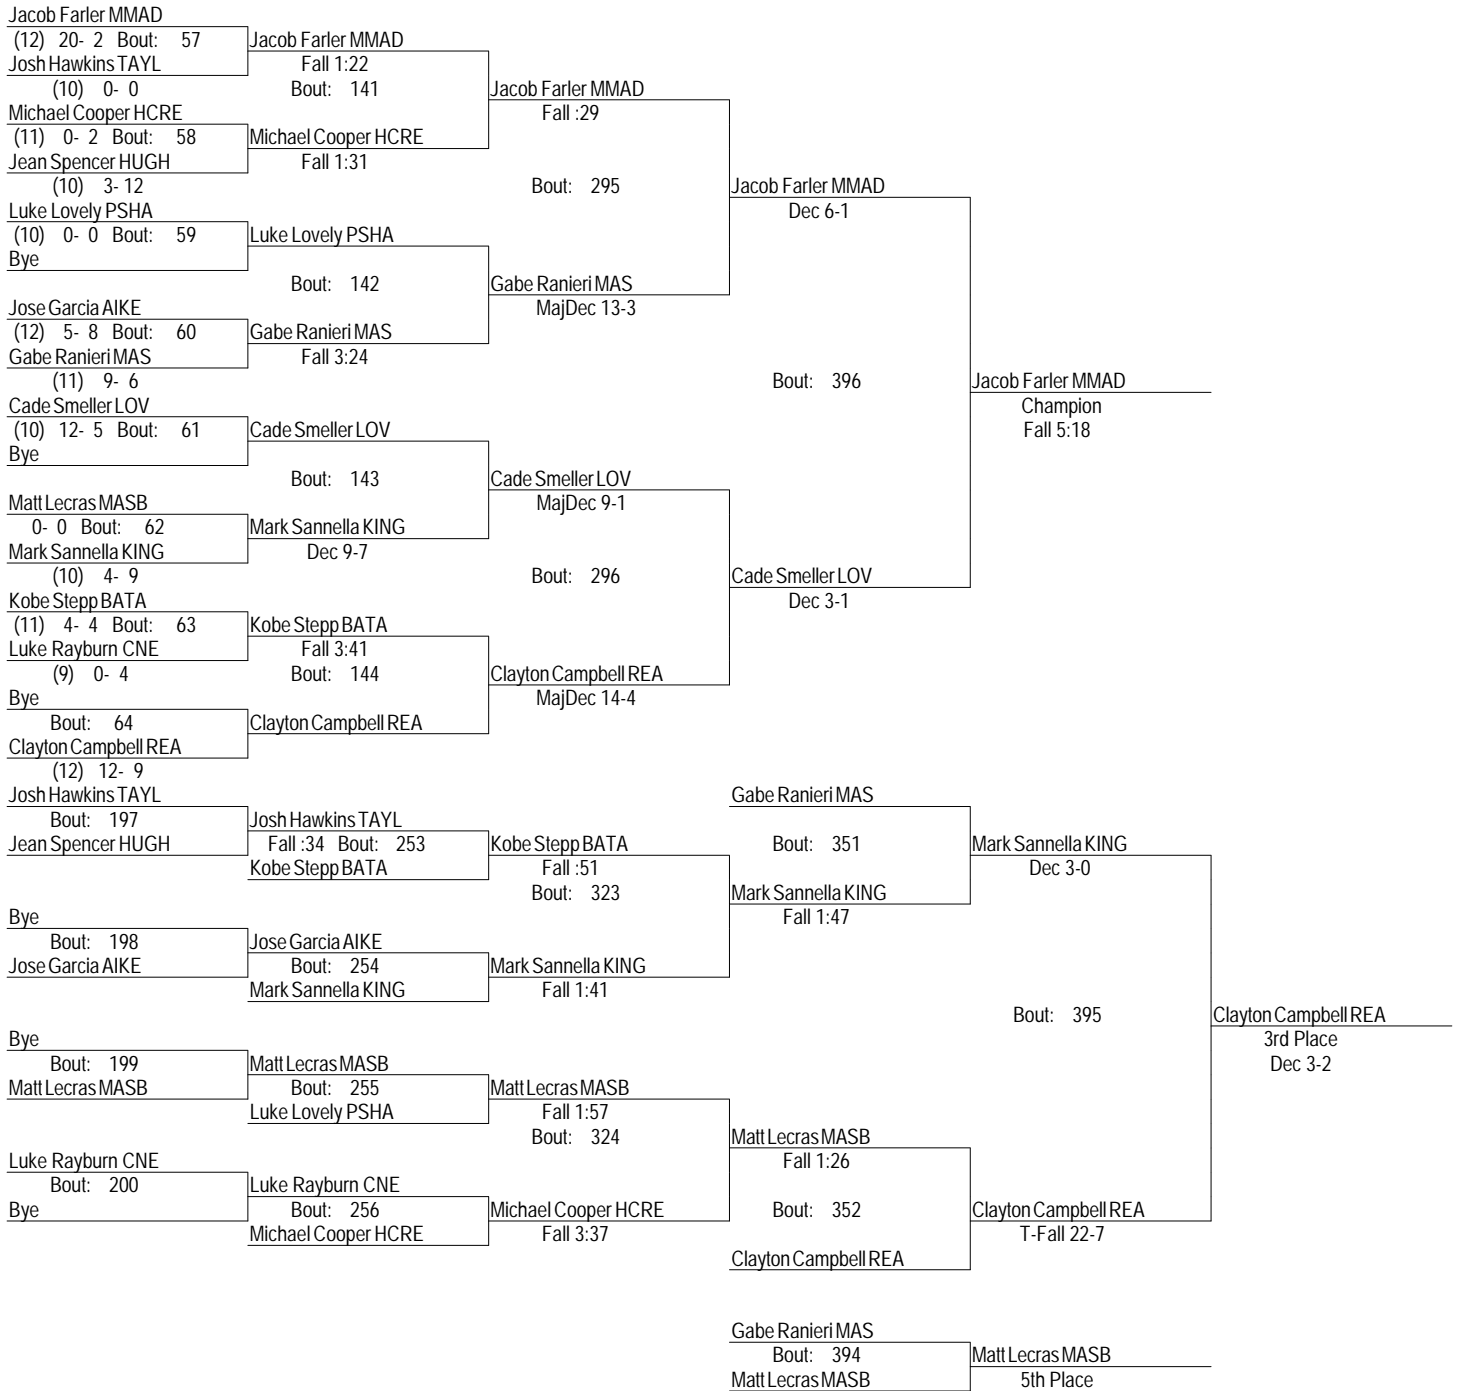 Jacob Farler MMAD
(12) 20- 2 Bout: 57
Josh Hawkins TAYL
(10) 0- 0
Michael Cooper HCRE
(11) 0- 2 Bout: 58
Jean Spencer HUGH
(10) 3- 12
Luke Lovely PSHA
(10) 0- 0 Bout: 59
Bye
Jose Garcia AIKE
(12) 5- 8 Bout: 60
Gabe Ranieri MAS
(11) 9- 6
Cade Smeller LOV
(10) 12- 5 Bout: 61
Bye
Matt Lecras MASB
0- 0 Bout: 62
Mark Sannella KING
(10) 4- 9
Kobe Stepp BATA
(11) 4- 4 Bout: 63
Luke Rayburn CNE
(9) 0- 4
Bye
Bout: 64
Clayton Campbell REA
(12) 12- 9
Jacob Farler MMAD
Fall 1:22
Bout: 141
Michael Cooper HCRE
Fall 1:31
Luke Lovely PSHA
Bout: 142
Gabe Ranieri MAS
Fall 3:24
Cade Smeller LOV
Bout: 143
Mark Sannella KING
Dec 9-7
Kobe Stepp BATA
Fall 3:41
Bout: 144
Clayton Campbell REA
Jacob Farler MMAD
Fall :29
Bout: 295
Gabe Ranieri MAS
MajDec 13-3
Cade Smeller LOV
MajDec 9-1
Bout: 296
Clayton Campbell REA
MajDec 14-4
Jacob Farler MMAD
Dec 6-1
Bout: 396
Cade Smeller LOV
Dec 3-1
Jacob Farler MMAD
Champion
Fall 5:18
Josh Hawkins TAYL
Bout: 197
Jean Spencer HUGH
Bye
Bout: 198
Jose Garcia AIKE
Bye
Bout: 199
Matt Lecras MASB
Luke Rayburn CNE
Bout: 200
Bye
Josh Hawkins TAYL
Fall :34 Bout: 253
Kobe Stepp BATA
Jose Garcia AIKE
Bout: 254
Mark Sannella KING
Matt Lecras MASB
Bout: 255
Luke Lovely PSHA
Luke Rayburn CNE
Bout: 256
Michael Cooper HCRE
Kobe Stepp BATA
Fall :51
Bout: 323
Mark Sannella KING
Fall 1:41
Matt Lecras MASB
Fall 1:57
Bout: 324
Michael Cooper HCRE
Fall 3:37
Gabe Ranieri MAS
Bout: 351
Mark Sannella KING
Fall 1:47
Matt Lecras MASB
Fall 1:26
Bout: 352
Clayton Campbell REA
Mark Sannella KING
Dec 3-0
Bout: 395
Clayton Campbell REA
T-Fall 22-7
Clayton Campbell REA
3rd Place
Dec 3-2
Gabe Ranieri MAS
Bout: 394
Matt Lecras MASB
Matt Lecras MASB
5th Place